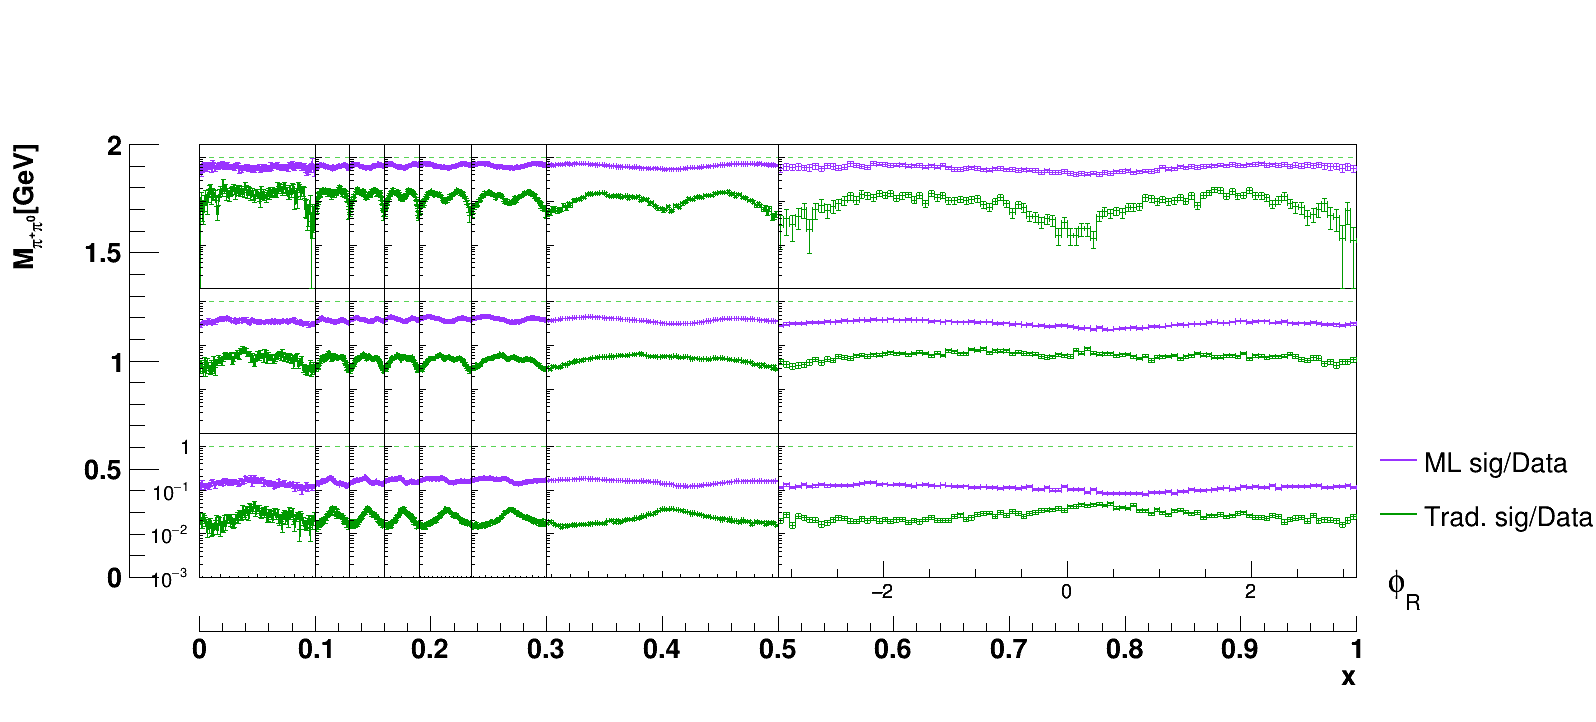 M π⁺π⁰ [GeV]
2
1.5
1
0.5
0
1
10⁻¹
10⁻²
10⁻³
−2 0 2
ϕ_R
0 0.1 0.2 0.3 0.4 0.5 0.6 0.7 0.8 0.9 1
x
ML sig/Data
Trad. sig/Data